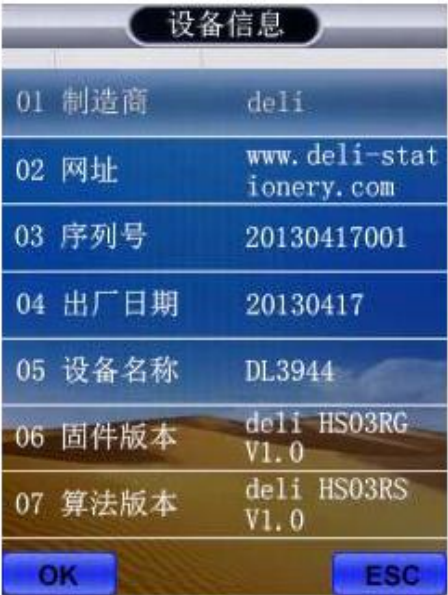 设备信息
01 制造商 deli
02 网址 www.deli-stat
ionery.com
03 序列号 20130417001
04 出厂日期 20130417
05 设备名称 DL3944
06 固件版本 deli HS03RG
V1.0
07 算法版本 deli HS03RS
V1.0
OK ESC